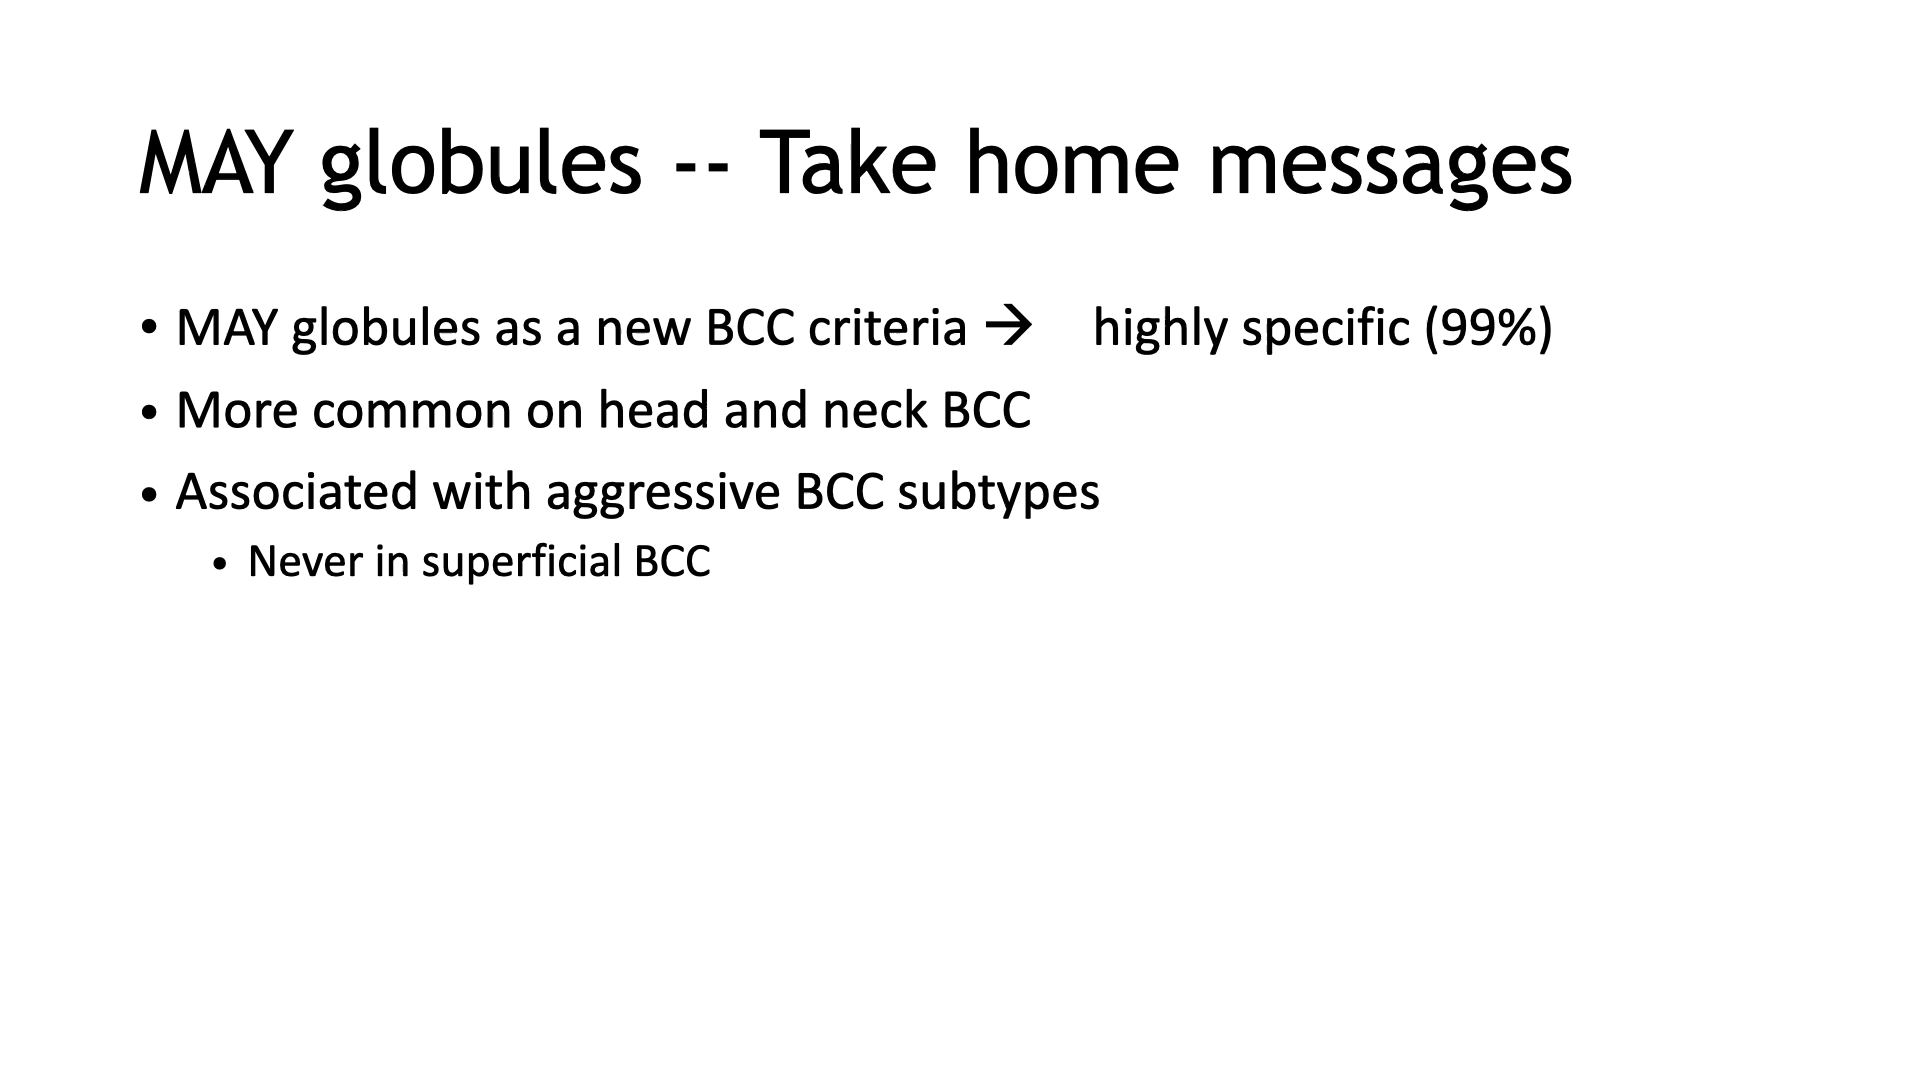 MAY globules -- Take home messages
• MAY globules as a new BCC criteria → highly specific (99%)
• More common on head and neck BCC
• Associated with aggressive BCC subtypes
• Never in superficial BCC